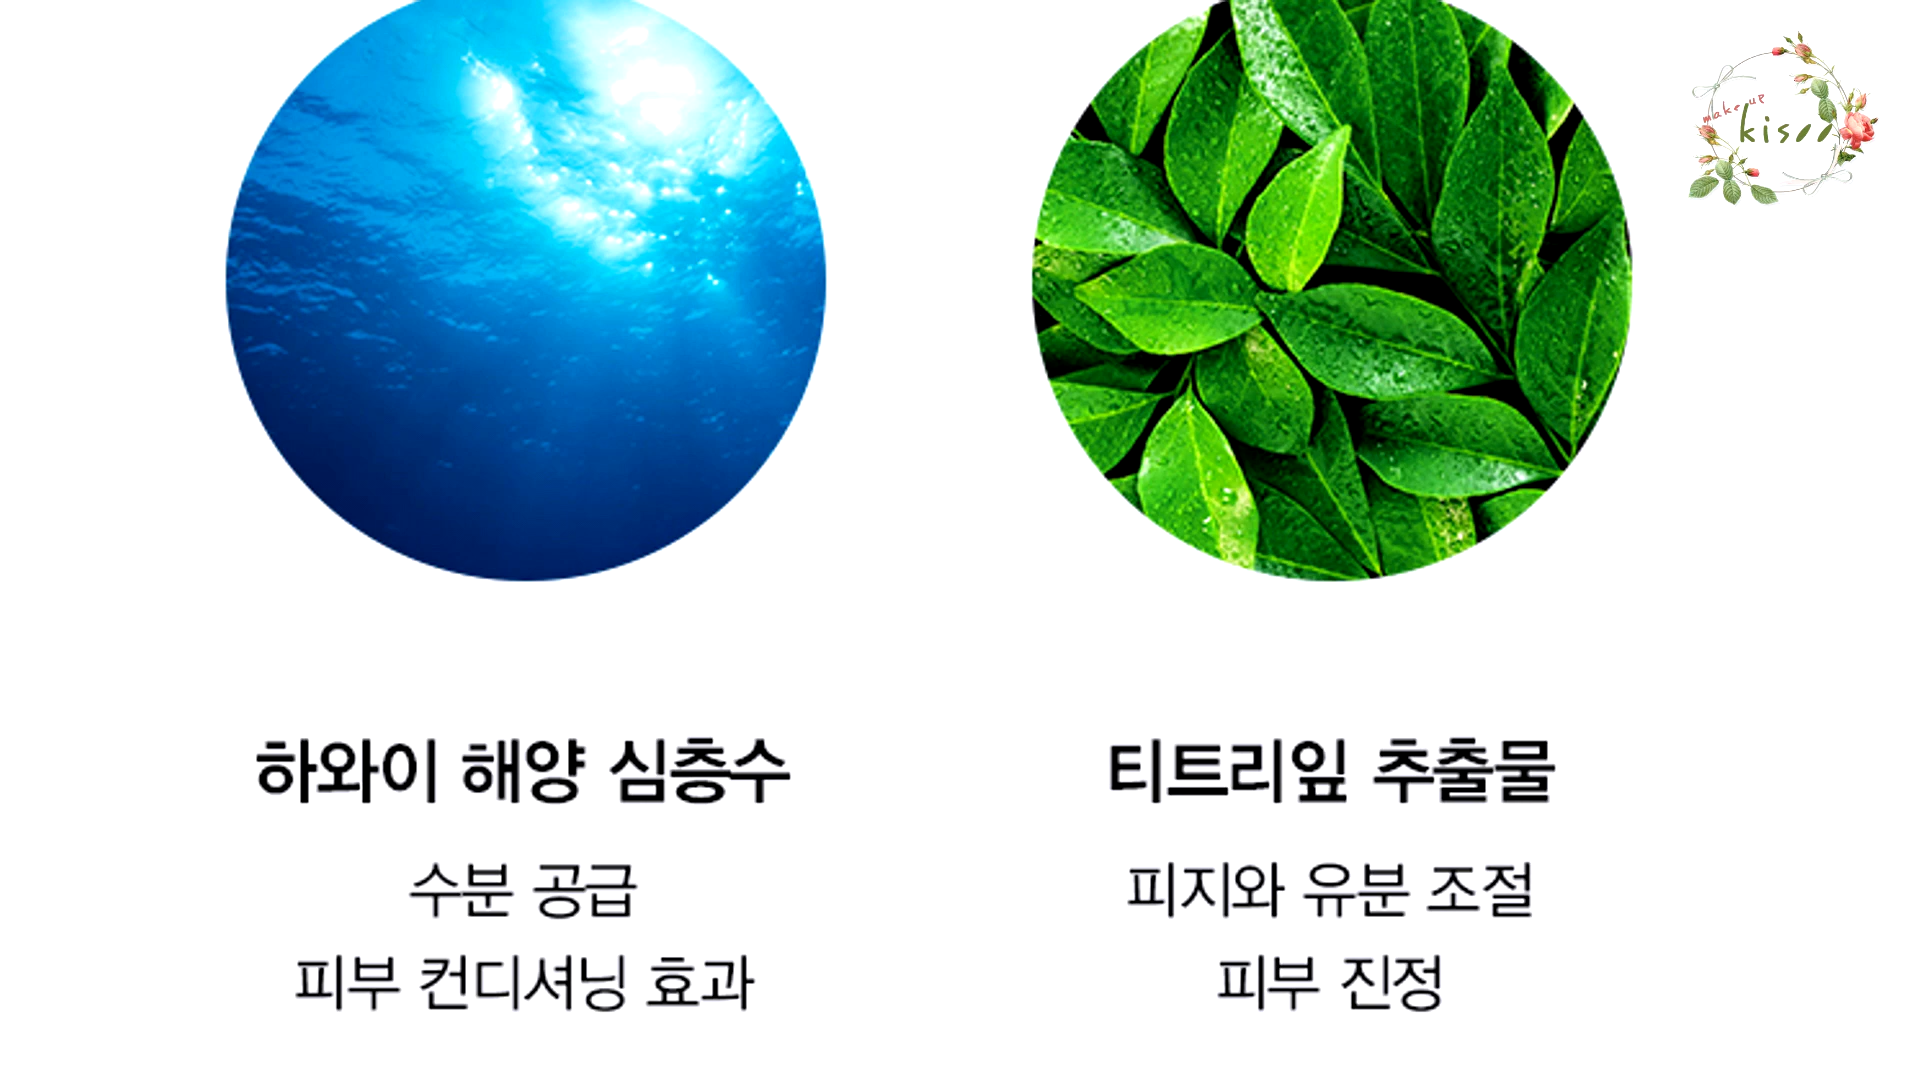 make up
하와이 해양 심층수
수분 공급
피부 컨디셔닝 효과
티트리잎 추출물
피지와 유분 조절
피부 진정